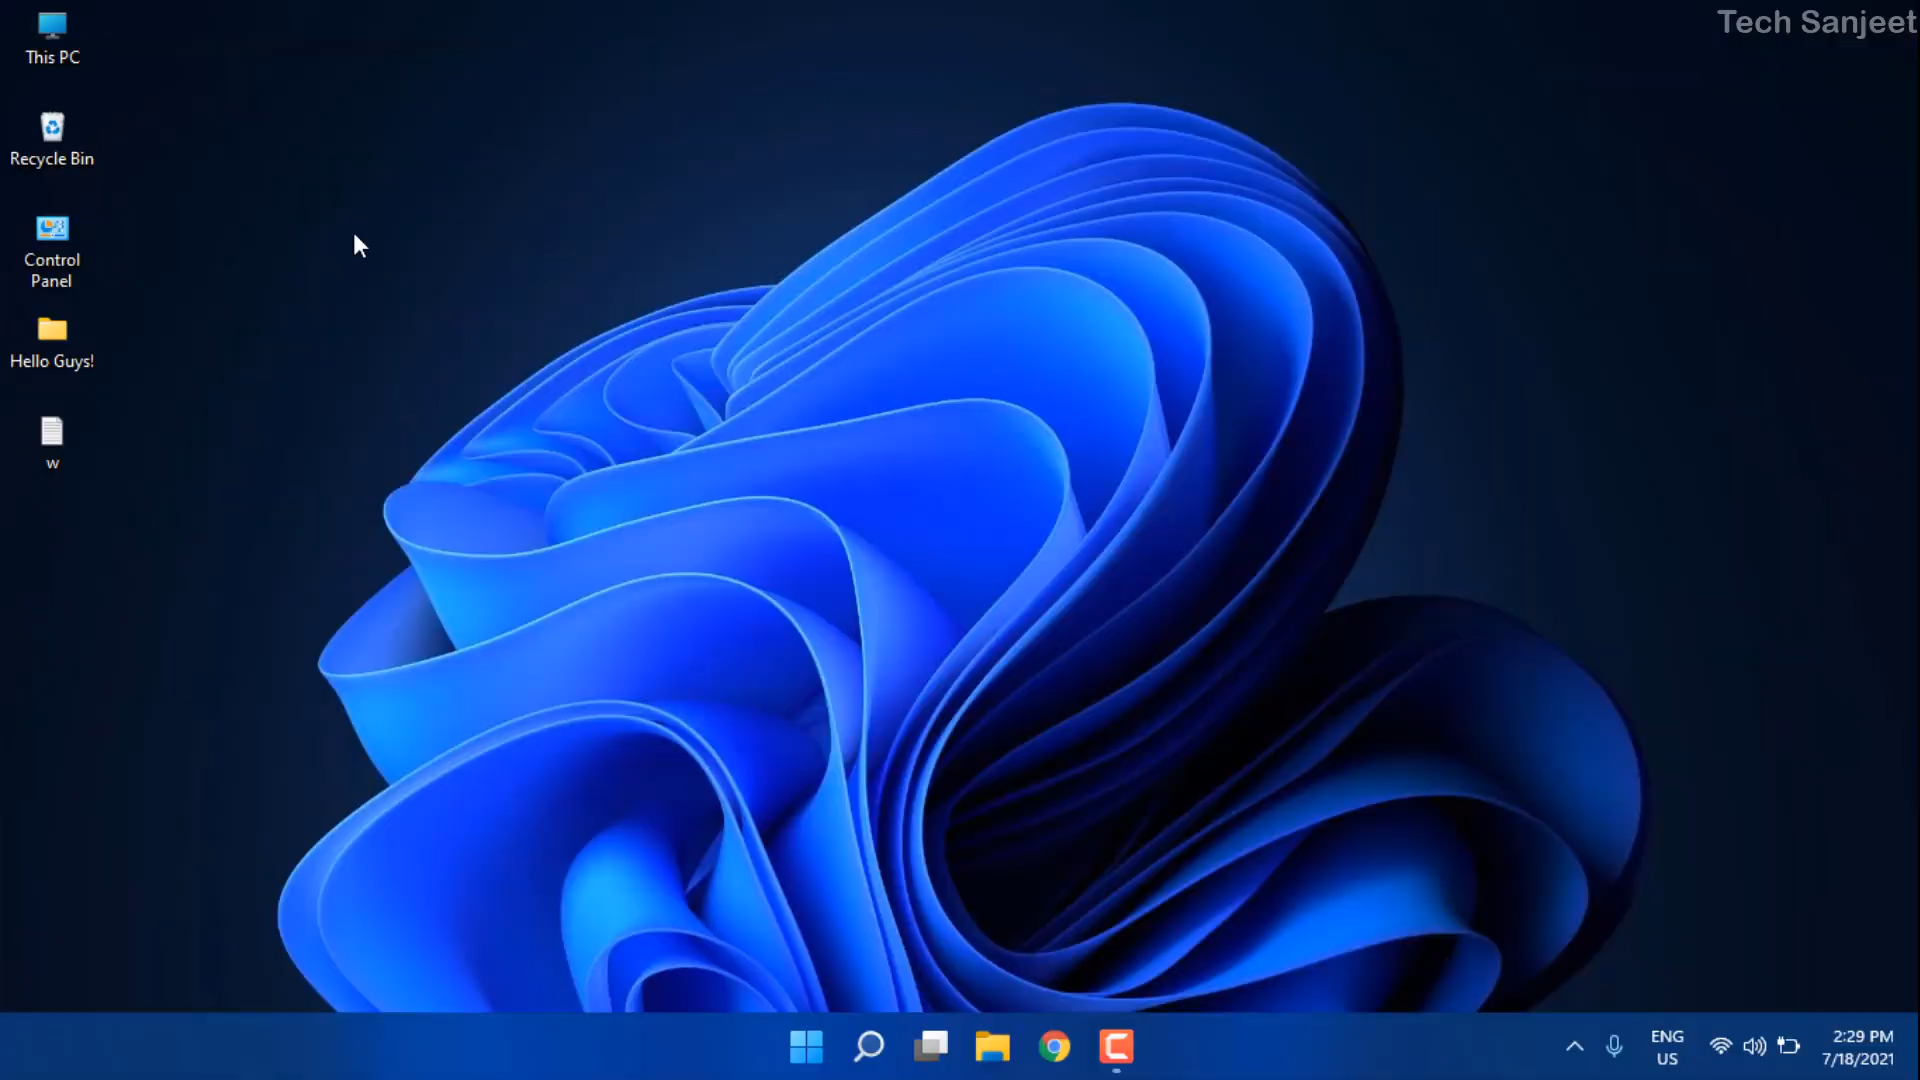 Tech Sanjeet
This PC
Recycle Bin
Control
Panel
Hello Guys!
w
ENG
US
2:29 PM
7/18/2021